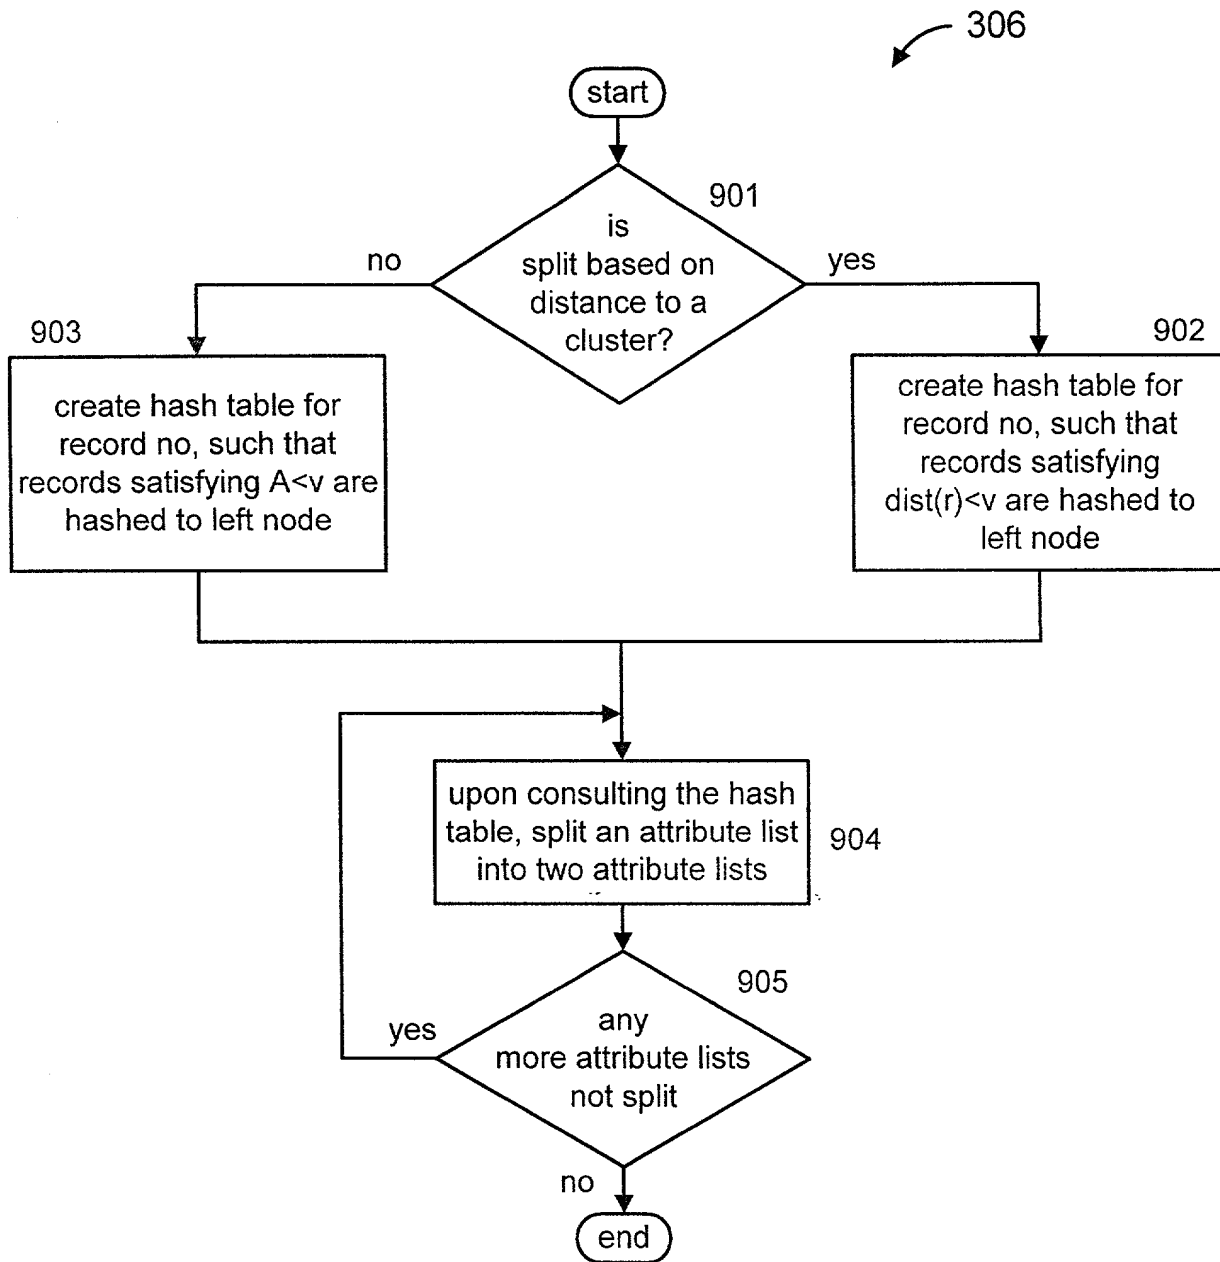 306
start
901
is
split based on
distance to a
cluster?
no
yes
903
create hash table for
record no, such that
records satisfying A<v are
hashed to left node
902
create hash table for
record no, such that
records satisfying
dist(r)<v are hashed to
left node
upon consulting the hash
table, split an attribute list
into two attribute lists
904
905
any
more attribute lists
not split
yes
no
end